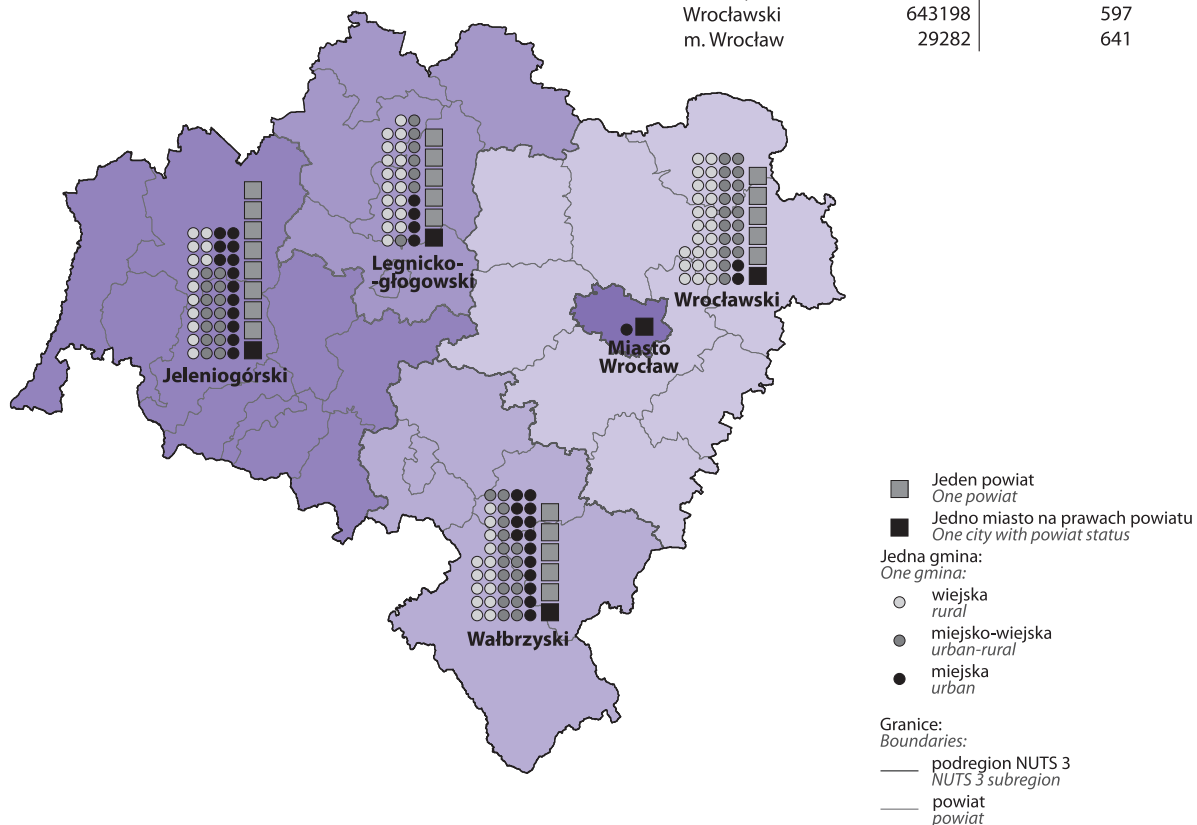 Wrocławski 643198 597
m. Wrocław 29282 641
Legnicko-
-głogowski
Wrocławski
Miasto
Wrocław
Jeleniogórski
Wałbrzyski
Jeden powiat
One powiat
Jedno miasto na prawach powiatu
One city with powiat status
Jedna gmina:
One gmina:
wiejska
rural
miejsko-wiejska
urban-rural
miejska
urban
Granice:
Boundaries:
podregion NUTS 3
NUTS 3 subregion
powiat
powiat